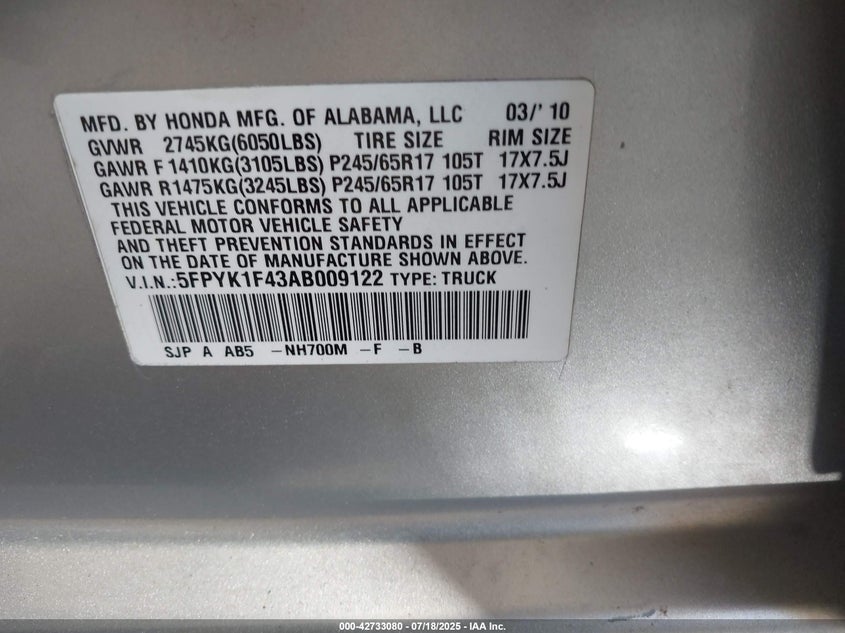 MFD. BY HONDA MFG. OF ALABAMA, LLC 03/' 10
GVWR 2745KG(6050LBS) TIRE SIZE RIM SIZE
GAWR F 1410KG(3105LBS) P245/65R17 105T 17X7.5J
GAWR R1475KG(3245LBS) P245/65R17 105T 17X7.5J
THIS VEHICLE CONFORMS TO ALL APPLICABLE
FEDERAL MOTOR VEHICLE SAFETY
AND THEFT PREVENTION STANDARDS IN EFFECT
ON THE DATE OF MANUFACTURE SHOWN ABOVE.
V.I.N.:5FPYK1F43AB009122 TYPE: TRUCK
SJP A AB5 -NH700M -F -B
000-42733080 - 07/18/2025 - IAA Inc.